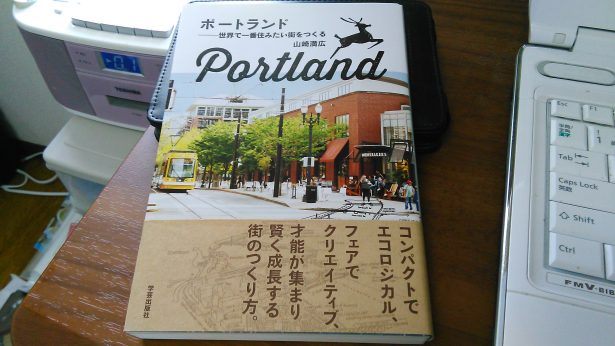 ポートランド
――世界で一番住みたい街をつくる
山崎満広
Portland
コンパクトで
エコロジカル、
フェアで
クリエイティブ、
才能が集まり
賢く成長する
街のつくり方。
学芸出版社
TOSHIBA
Esc
F1
Tab
Caps Lock
英数
Shift
Ctrl
FMV-BIB